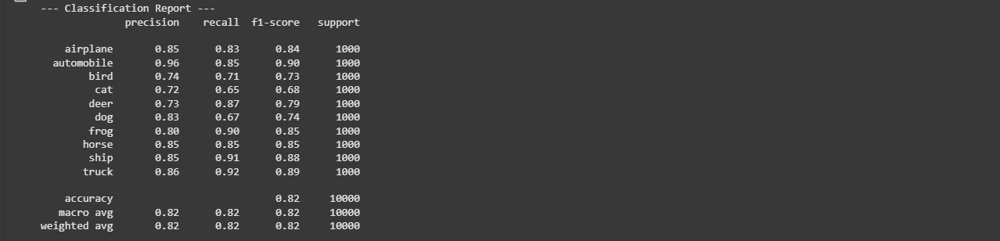 --- Classification Report ---
precision recall f1-score support
airplane 0.85 0.83 0.84 1000
automobile 0.96 0.85 0.90 1000
bird 0.74 0.71 0.73 1000
cat 0.72 0.65 0.68 1000
deer 0.73 0.87 0.79 1000
dog 0.83 0.67 0.74 1000
frog 0.80 0.90 0.85 1000
horse 0.85 0.85 0.85 1000
ship 0.85 0.91 0.88 1000
truck 0.86 0.92 0.89 1000
accuracy 0.82 10000
macro avg 0.82 0.82 0.82 10000
weighted avg 0.82 0.82 0.82 10000